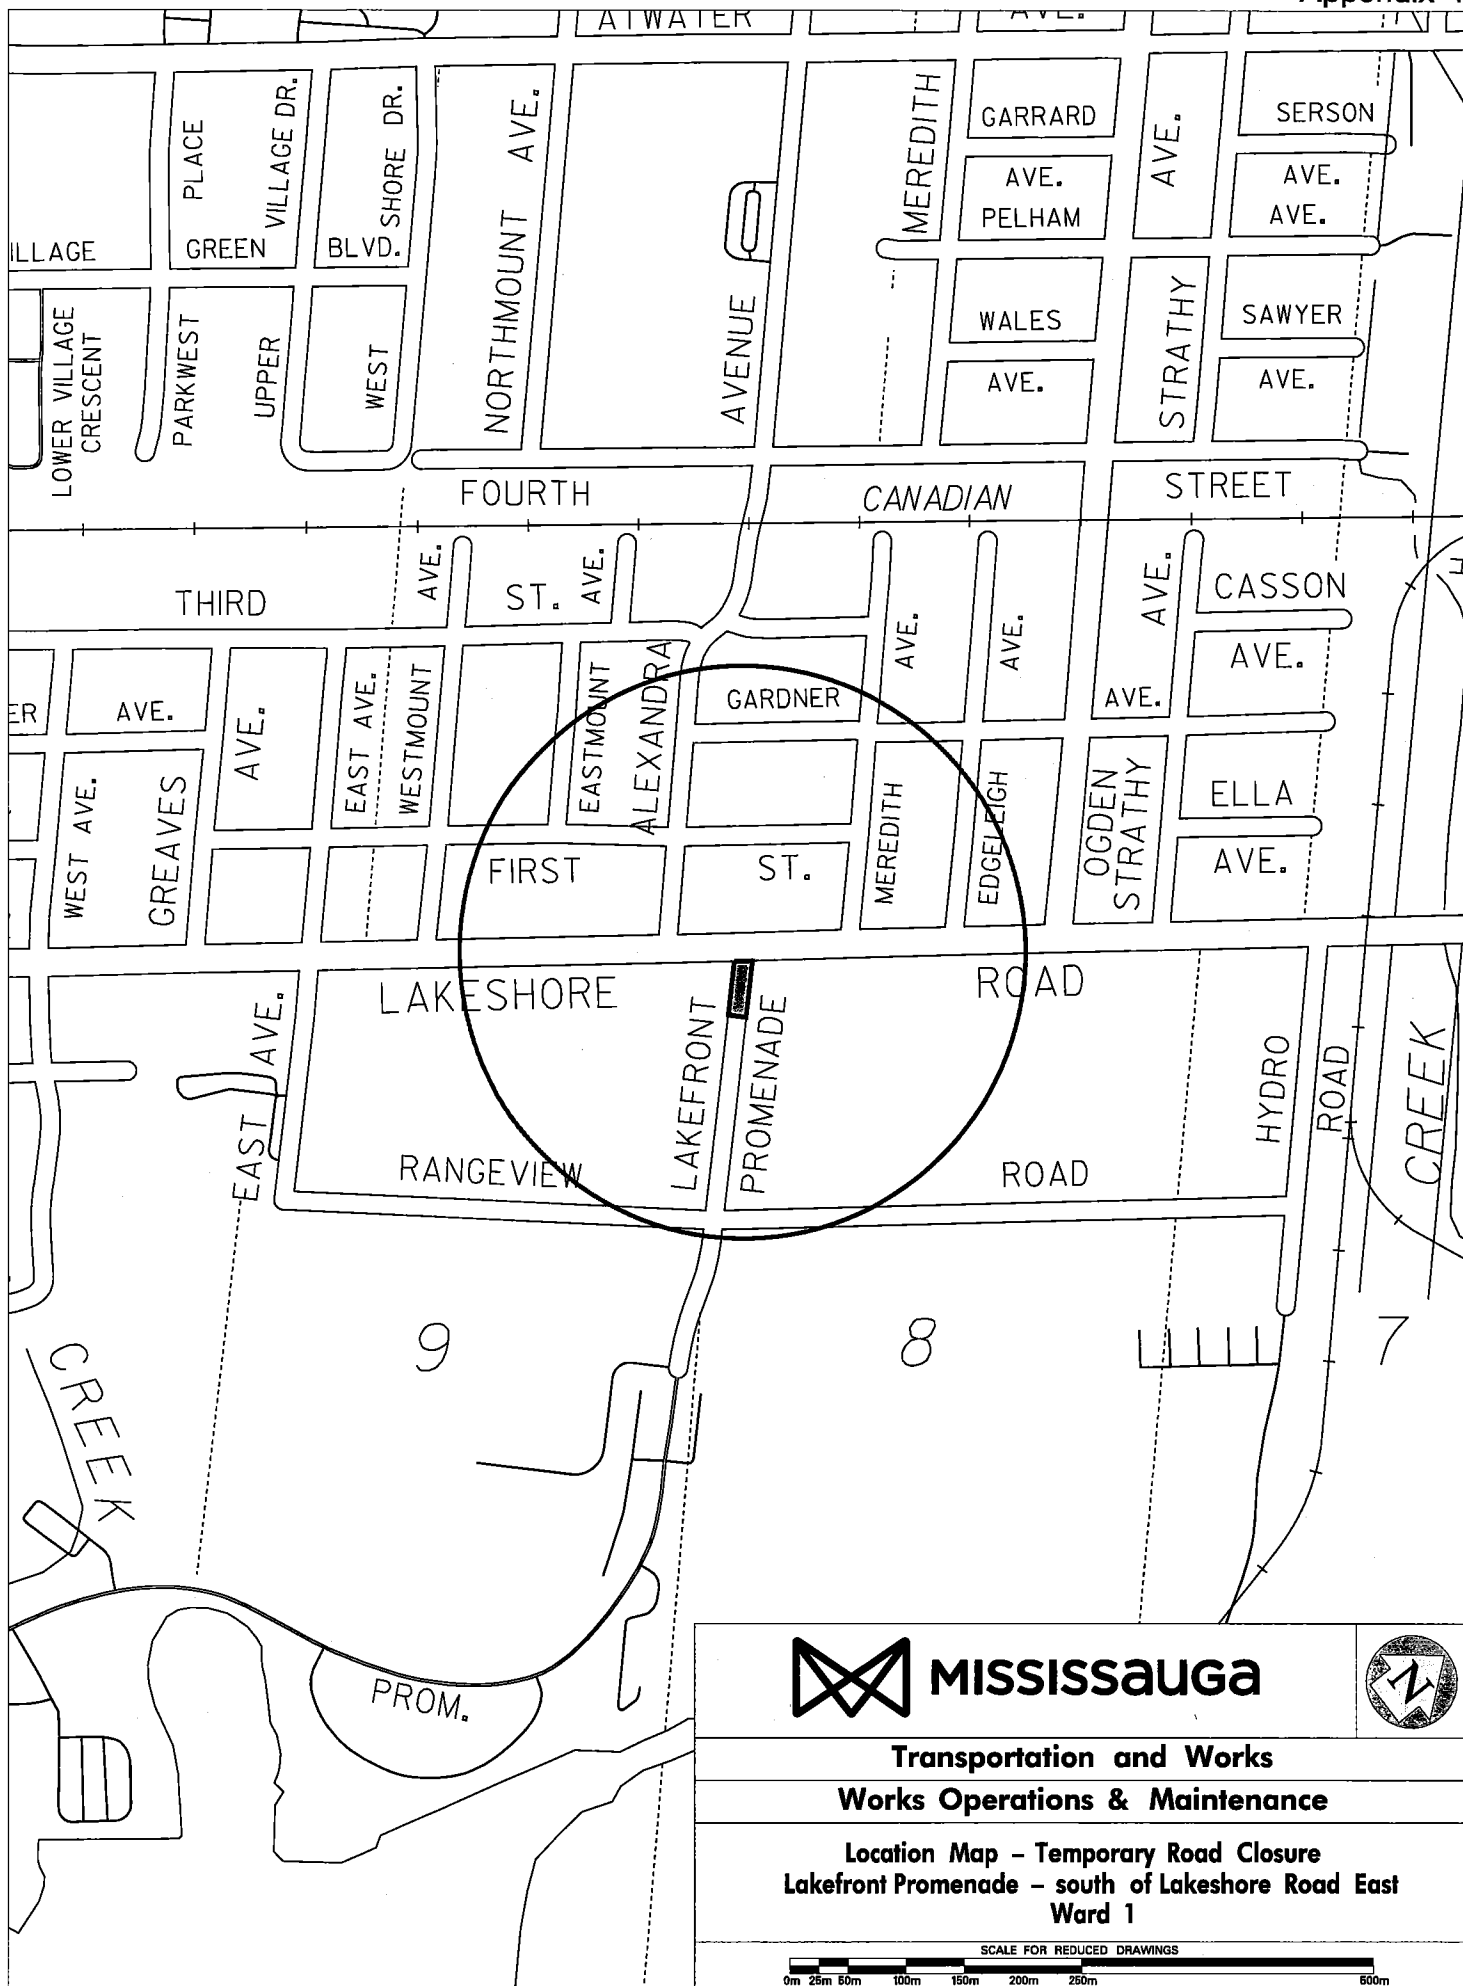 Appendix
ATWATER AVE.
PLACE
VILLAGE DR.
SHORE DR.
NORTHMOUNT AVE.
MEREDITH
GARRARD
AVE.
PELHAM
AVE.
SERSON
AVE.
AVE.
GREEN
BLVD.
LOWER VILLAGE
CRESCENT
PARKWEST
UPPER
WEST
AVENUE
WALES
AVE.
STRATHY
SAWYER
AVE.
FOURTH
CANADIAN
STREET
THIRD
AVE.
ST.
AVE.
AVE.
AVE.
AVE.
CASSON
AVE.
AVE.
AVE.
EAST AVE.
WESTMOUNT
EASTMOUNT
ALEXANDRA
GARDNER
AVE.
WEST AVE.
GREAVES
FIRST
ST.
MEREDITH
EDGELEIGH
OGDEN
STRATHY
ELLA
AVE.
LAKESHORE
ROAD
EAST AVE.
LAKEFRONT
PROMENADE
HYDRO
ROAD
CREEK
RANGEVIEW
ROAD
9
8
7
CREEK
PROM.
MISSISSauGa
N
Transportation and Works
Works Operations & Maintenance
Location Map - Temporary Road Closure
Lakefront Promenade - south of Lakeshore Road East
Ward 1
SCALE FOR REDUCED DRAWINGS
0m 25m 50m 100m 150m 200m 250m 500m